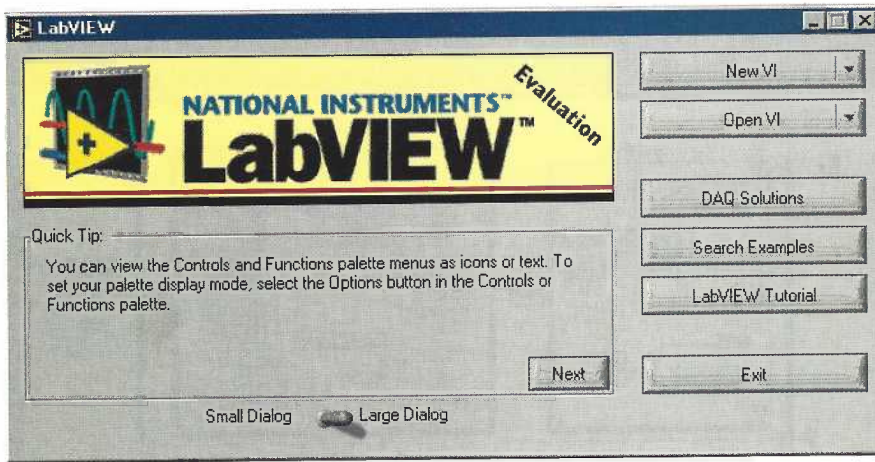 LabVIEW
NATIONAL INSTRUMENTS™
LabVIEW™
Evaluation
New VI
Open VI
DAQ Solutions
Search Examples
LabVIEW Tutorial
Exit
Quick Tip:
You can view the Controls and Functions palette menus as icons or text. To
set your palette display mode, select the Options button in the Controls or
Functions palette.
Next
Small Dialog
Large Dialog